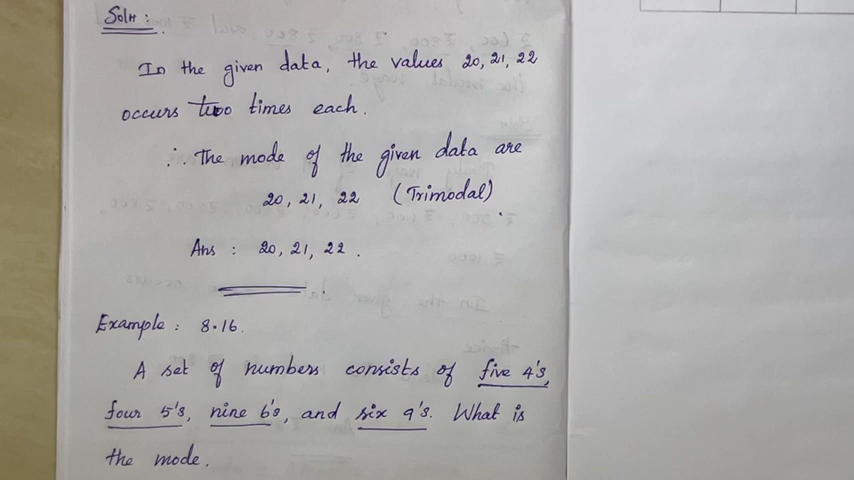 Soln :
In the given data, the values 20, 21, 22
occurs two times each.
∴ The mode of the given data are
20, 21, 22 (Trimodal)
Ans : 20, 21, 22.
Example : 8.16.
A set of numbers consists of five 4's,
four 5's, nine 6's, and six 9's. What is
the mode.